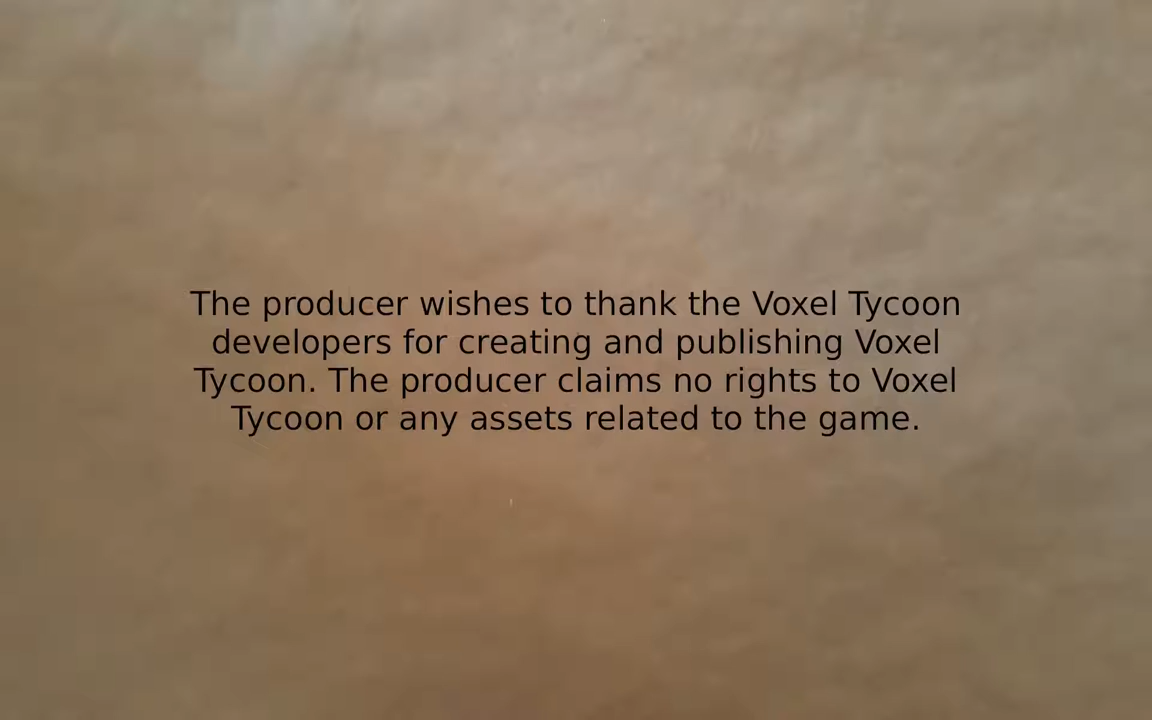 The producer wishes to thank the Voxel Tycoon
developers for creating and publishing Voxel
Tycoon. The producer claims no rights to Voxel
Tycoon or any assets related to the game.